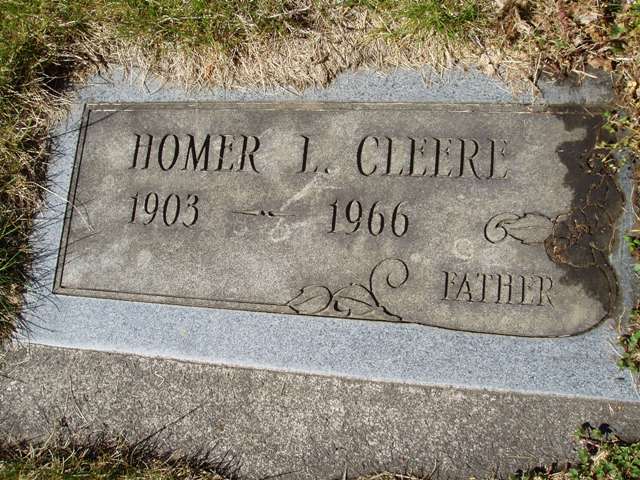 HOMER L. CLEERE
1903 — 1966
FATHER